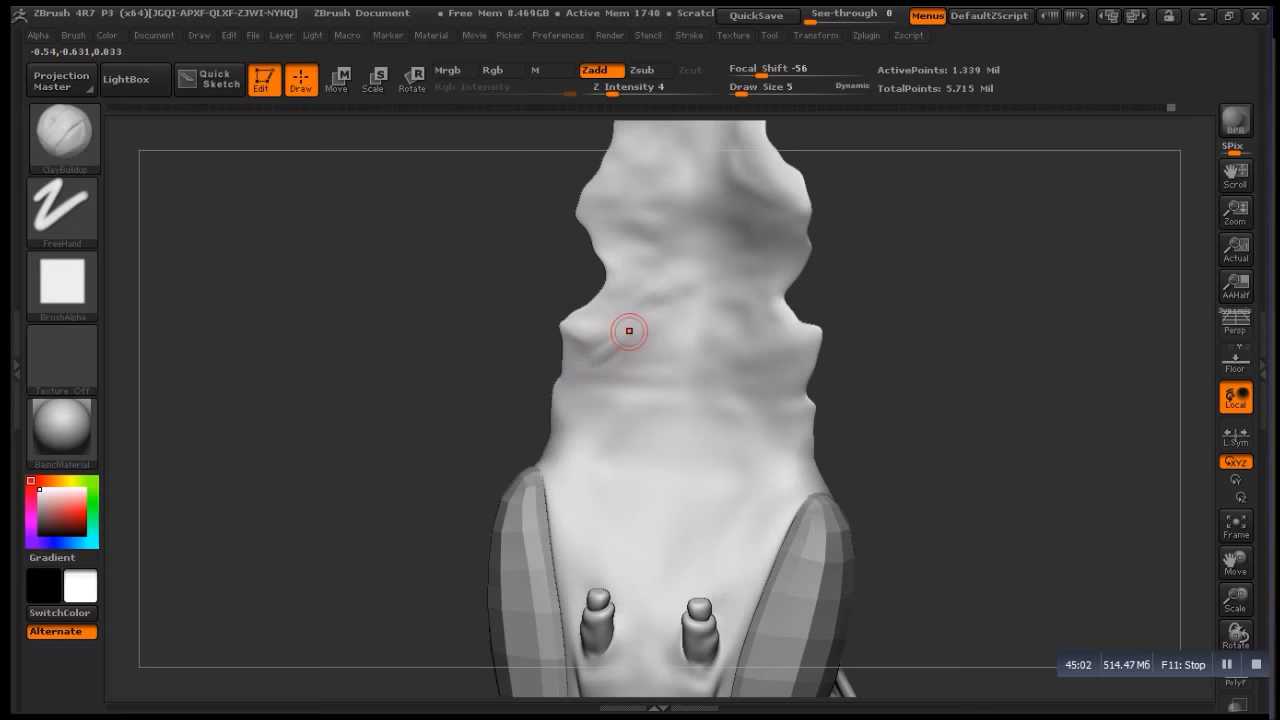 ZBrush 4R7 P3 (x64)[JGQI-APXF-QLXF-ZJWI-NYHQ] ZBrush Document • Free Mem 8.469GB • Active Mem 1740 • Scratcl QuickSave See-through 0 Menus DefaultZScript
Alpha Brush Color Document Draw Edit File Layer Light Macro Marker Material Movie Picker Preferences Render Stencil Stroke Texture Tool Transform Zplugin Zscript
-0.54,-0.631,0.033
Projection Master LightBox Quick Sketch Edit Draw Move Scale Rotate
M S R
Mrgb Rgb M Zadd Zsub Zcut Focal Shift -56 ActivePoints: 1.339 Mil
Rgb Intensity Z Intensity 4 Draw Size 5 Dynamic TotalPoints: 5.715 Mil
ClayBuildup
FreeHand
BrushAlpha
Texture Off
BasicMaterial
Gradient
SwitchColor
Alternate
BPR
SPix
Scroll
Zoom
Actual
AAHalf
Dynamic
Persp
Floor
Local
L.Sym
XYZ
Y
Z
Frame
Move
Scale
Rotate
45:02 514.47Мб F11: Stop
PolyF